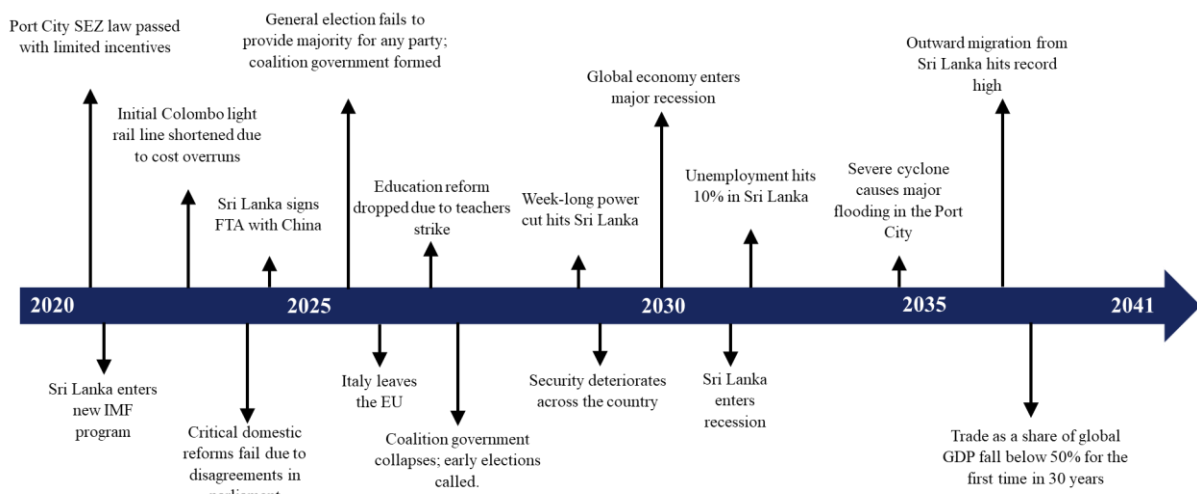 Port City SEZ law passed
with limited incentives
Initial Colombo light
rail line shortened due
to cost overruns
Sri Lanka signs
FTA with China
General election fails to
provide majority for any party;
coalition government formed
Education reform
dropped due to teachers
strike
Week-long power
cut hits Sri Lanka
Global economy enters
major recession
Unemployment hits
10% in Sri Lanka
Severe cyclone
causes major
flooding in the Port
City
Outward migration from
Sri Lanka hits record
high
2020
2025
2030
2035
2041
Sri Lanka enters
new IMF
program
Critical domestic
reforms fail due to
disagreements in
Italy leaves
the EU
Coalition government
collapses; early elections
called.
Security deteriorates
across the country
Sri Lanka
enters
recession
Trade as a share of global
GDP fall below 50% for the
first time in 30 years